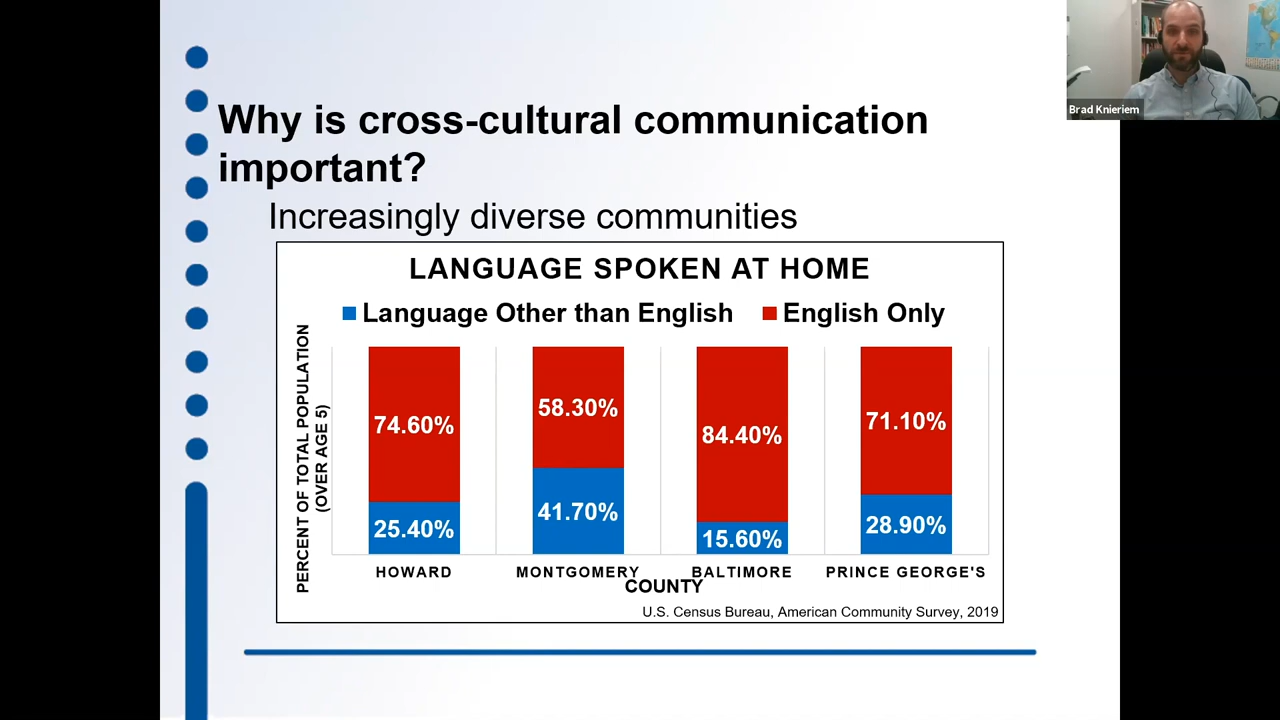 Brad Knieriem
Why is cross-cultural communication
important?
Increasingly diverse communities
LANGUAGE SPOKEN AT HOME
Language Other than English English Only
PERCENT OF TOTAL POPULATION
(OVER AGE 5)
74.60% 58.30% 84.40% 71.10%
25.40% 41.70% 15.60% 28.90%
HOWARD MONTGOMERY BALTIMORE PRINCE GEORGE'S
COUNTY
U.S. Census Bureau, American Community Survey, 2019